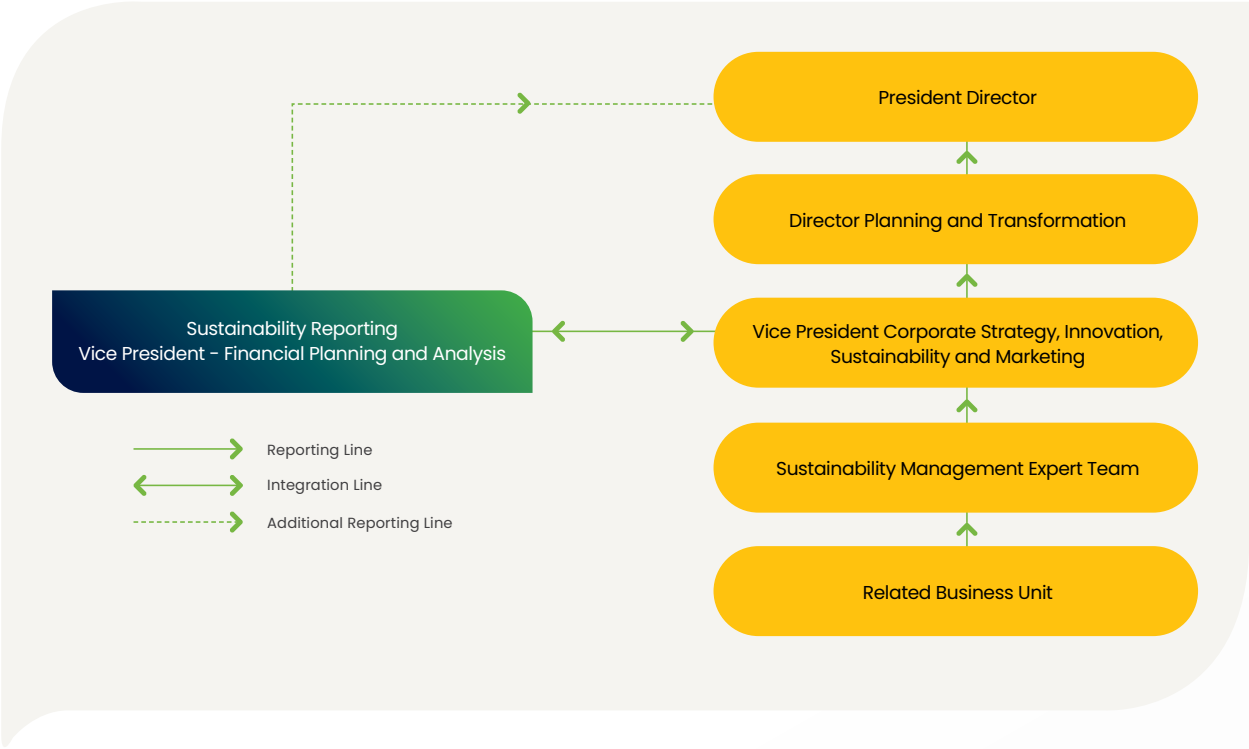 President Director
Director Planning and Transformation
Sustainability Reporting
Vice President - Financial Planning and Analysis
Vice President Corporate Strategy, Innovation,
Sustainability and Marketing
Sustainability Management Expert Team
Related Business Unit
Reporting Line
Integration Line
Additional Reporting Line